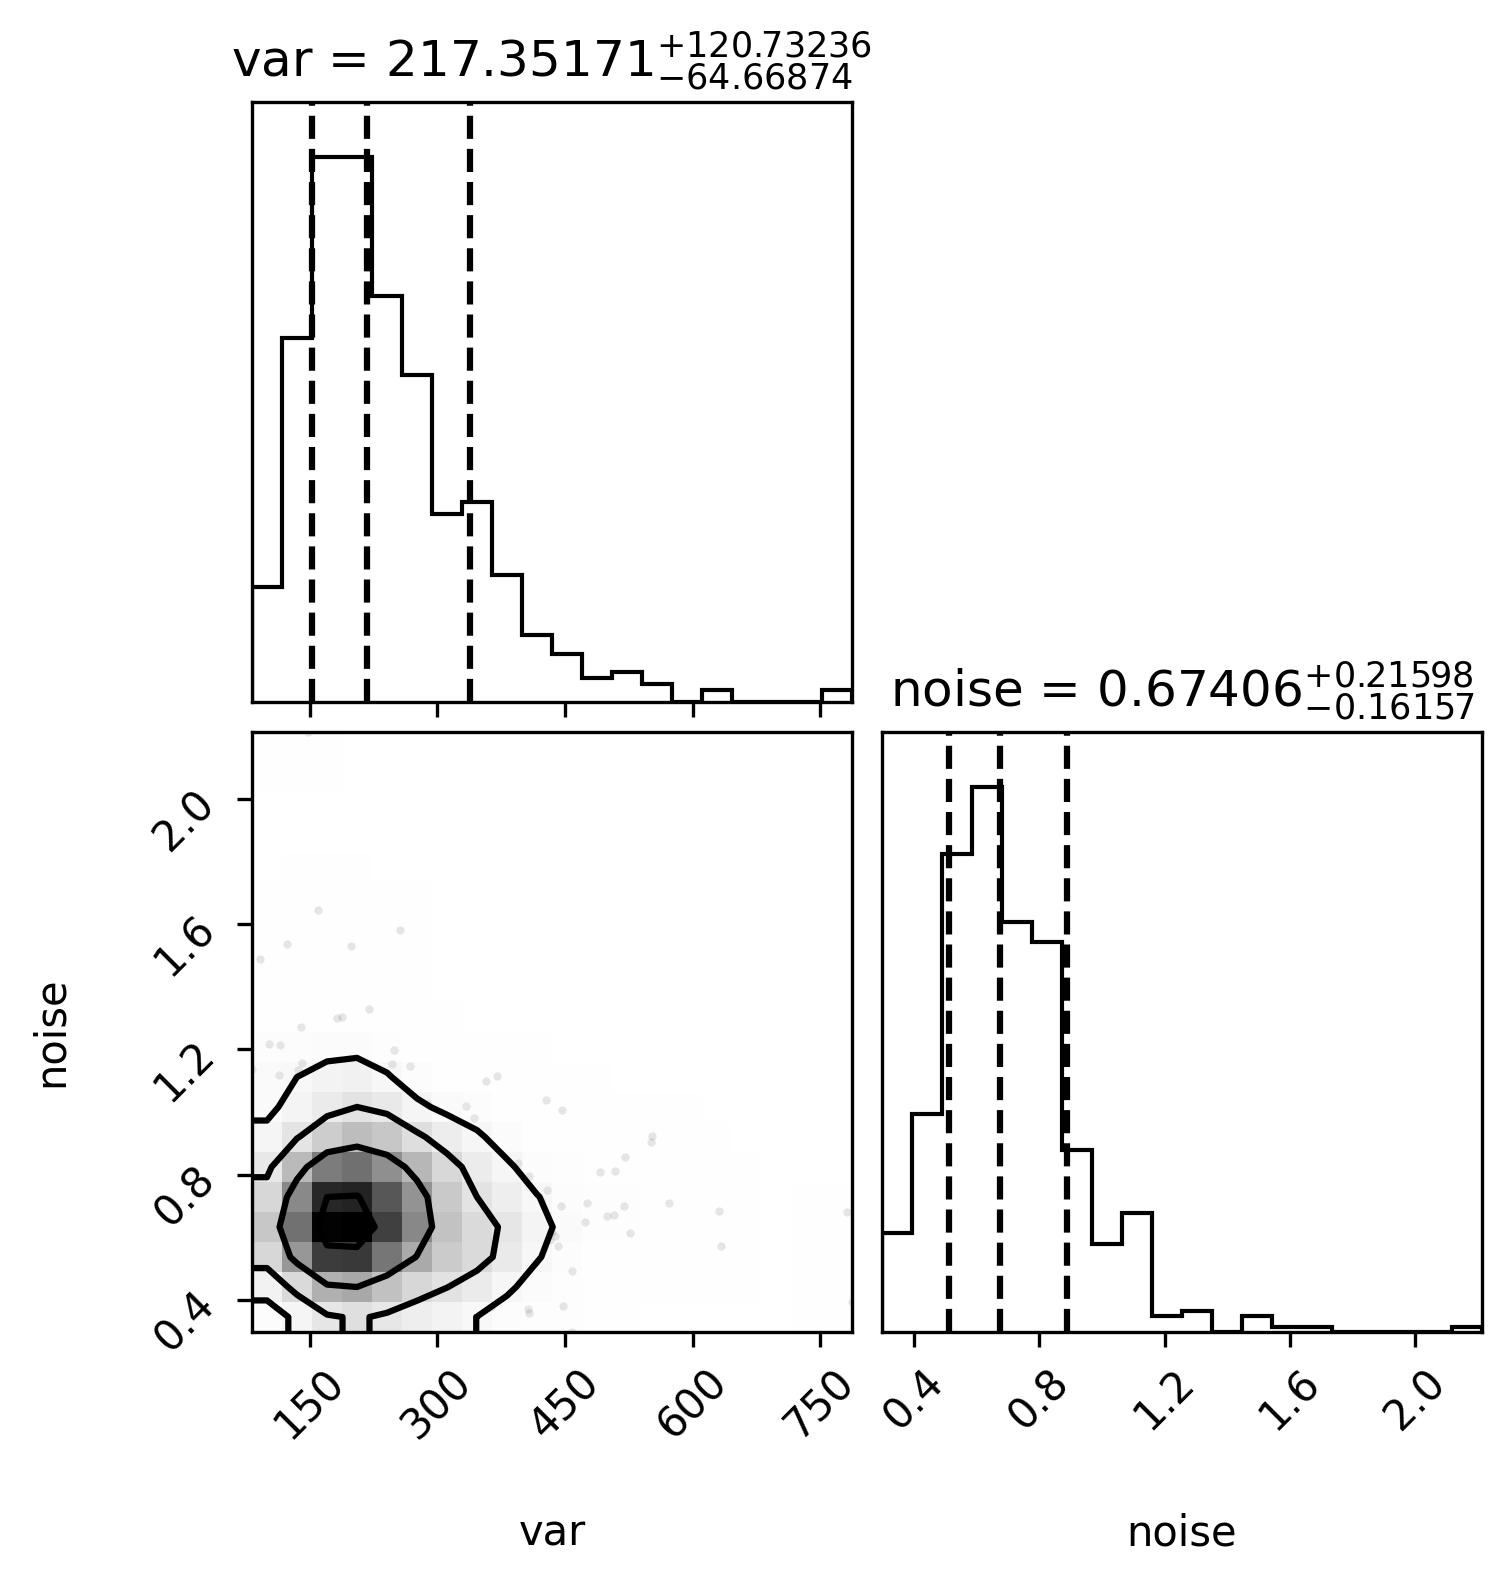 var = 217.35171+120.73236−64.66874
noise = 0.67406+0.21598−0.16157
2.0
1.6
1.2
0.8
0.4
noise
150 300 450 600 750
0.4 0.8 1.2 1.6 2.0
var
noise